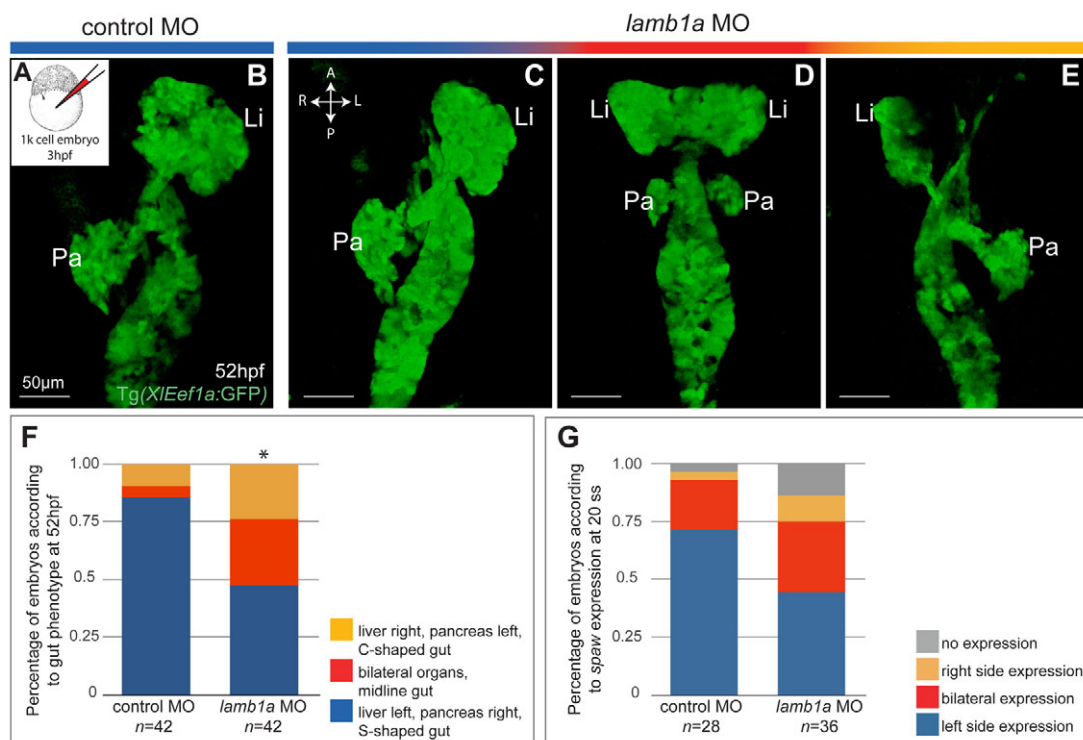 control MO
lamb1a MO
A
1k cell embryo
3hpf
B
Li
Pa
50µm
52hpf
Tg(XlEef1a:GFP)
C
A
R
L
P
Li
Pa
D
Li
Li
Pa
Pa
E
Li
Pa
F
Percentage of embryos according
to gut phenotype at 52hpf
1.00
0.75
0.5
0.25
0
*
control MO
n=42
lamb1a MO
n=42
liver right, pancreas left,
C-shaped gut
bilateral organs,
midline gut
liver left, pancreas right,
S-shaped gut
G
Percentage of embryos according
to spaw expression at 20 ss
1.00
0.75
0.5
0.25
0
control MO
n=28
lamb1a MO
n=36
no expression
right side expression
bilateral expression
left side expression